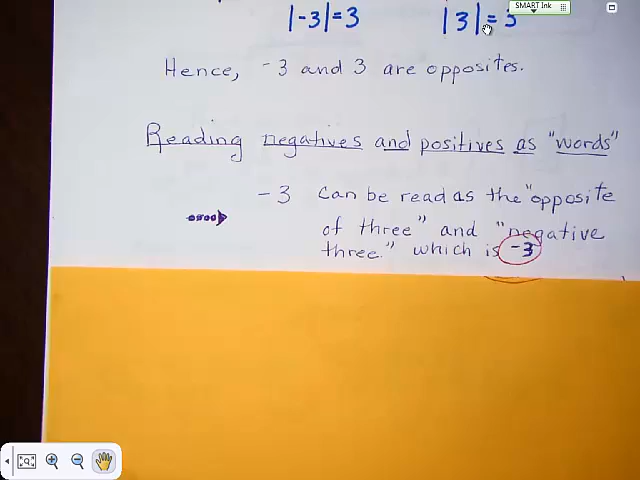 SMART Ink
|-3|=3 |3|=3
Hence, -3 and 3 are opposites.
Reading negatives and positives as "words"
-3 can be read as the "opposite
of three" and "negative
three." which is -3